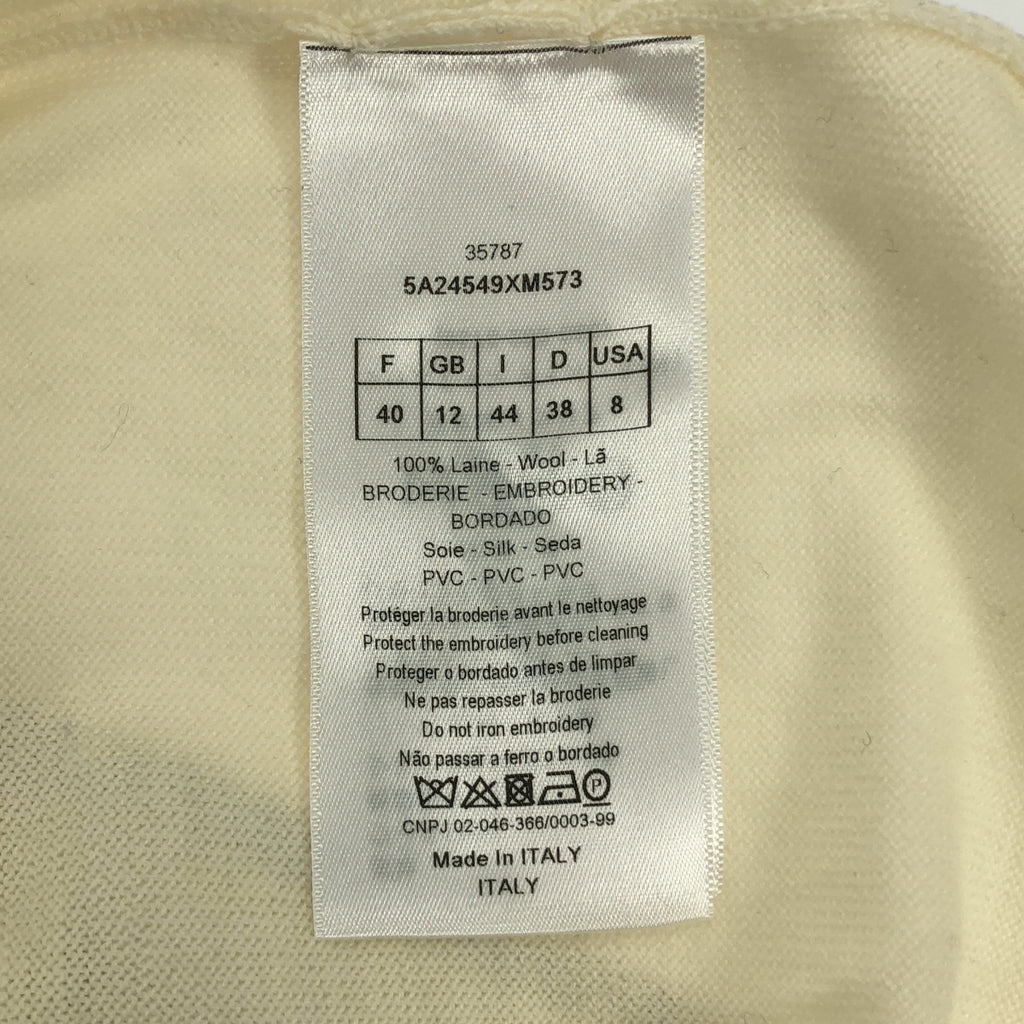 35787
5A24549XM573
F GB I D USA
40 12 44 38 8
100% Laine - Wool - Lã
BRODERIE - EMBROIDERY -
BORDADO
Soie - Silk - Seda
PVC - PVC - PVC
Protéger la broderie avant le nettoyage
Protect the embroidery before cleaning
Proteger o bordado antes de limpar
Ne pas repasser la broderie
Do not iron embroidery
Não passar a ferro o bordado
P
CNPJ 02-046-366/0003-99
Made In ITALY
ITALY